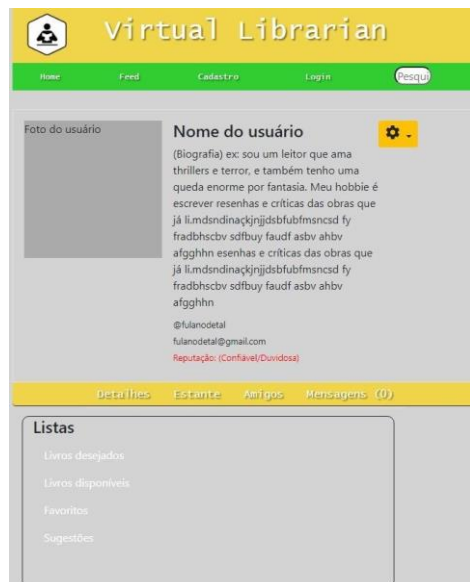 Virtual Librarian
Home Feed Cadastro Login Pesqui
Foto do usuário
Nome do usuário
(Biografia) ex: sou um leitor que ama
thrillers e terror, e também tenho uma
queda enorme por fantasia. Meu hobbie é
escrever resenhas e críticas das obras que
já li.mdsndinaçkjnjjdsbfubfmsncsd fy
fradbhscbv sdfbuy faudf asbv ahbv
afgghhn esenhas e críticas das obras que
já li.mdsndinaçkjnjjdsbfubfmsncsd fy
fradbhscbv sdfbuy faudf asbv ahbv
afgghhn
@fulanodetal
fulanodetal@gmail.com
Reputação: (Confiável/Duvidosa)
Detalhes Estante Amigos Mensagens (0)
Listas
Livros desejados
Livros disponíveis
Favoritos
Sugestões